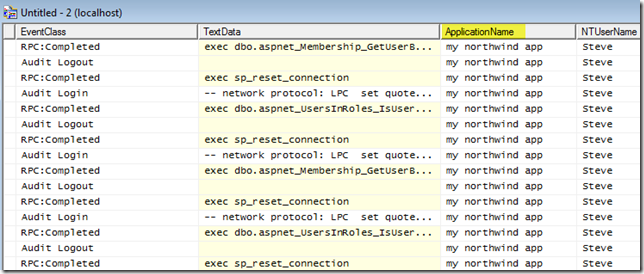 Untitled - 2 (localhost)
EventClass TextData ApplicationName NTUserName
RPC:Completed exec dbo.aspnet_Membership_GetUserB... my northwind app Steve
Audit Logout my northwind app Steve
RPC:Completed exec sp_reset_connection my northwind app Steve
Audit Login -- network protocol: LPC set quote... my northwind app Steve
RPC:Completed exec dbo.aspnet_UsersInRoles_IsUser... my northwind app Steve
Audit Logout my northwind app Steve
RPC:Completed exec sp_reset_connection my northwind app Steve
Audit Login -- network protocol: LPC set quote... my northwind app Steve
RPC:Completed exec dbo.aspnet_Membership_GetUserB... my northwind app Steve
Audit Logout my northwind app Steve
RPC:Completed exec sp_reset_connection my northwind app Steve
Audit Login -- network protocol: LPC set quote... my northwind app Steve
RPC:Completed exec dbo.aspnet_UsersInRoles_IsUser... my northwind app Steve
Audit Logout my northwind app Steve
RPC:Completed exec sp_reset_connection my northwind app Steve